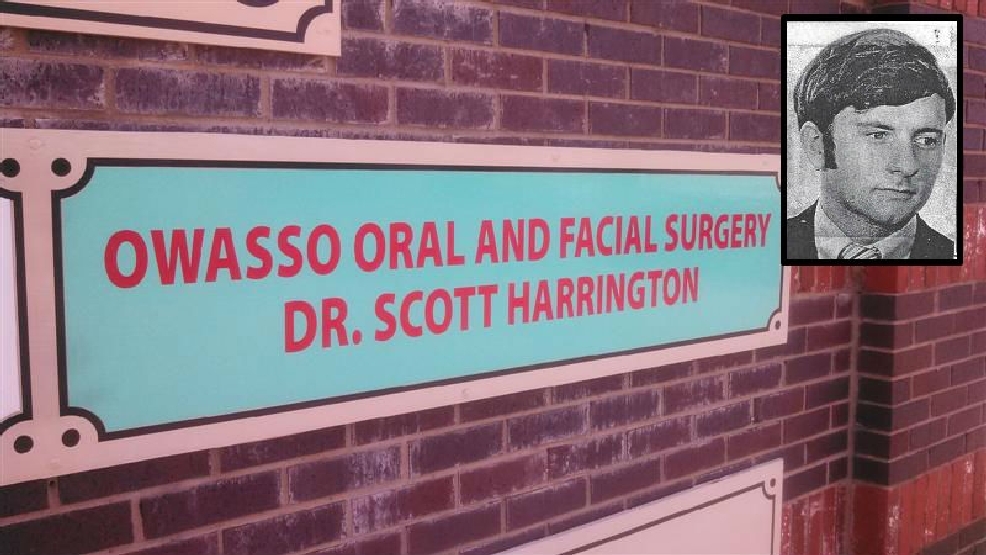 OWASSO ORAL AND FACIAL SURGERY
DR. SCOTT HARRINGTON